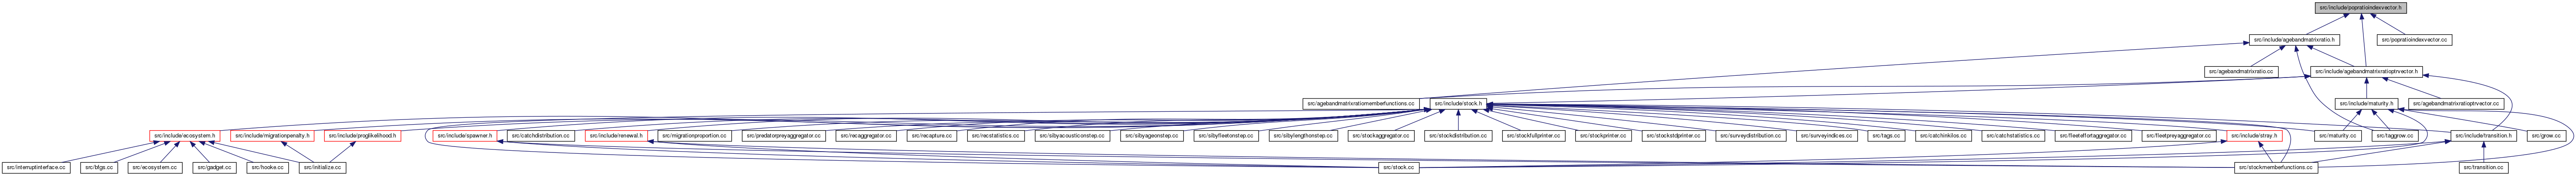 src/include/popratioindexvector.h
src/include/agebandmatrixratio.h
src/popratioindexvector.cc
src/agebandmatrixratio.cc
src/include/agebandmatrixratioptrvector.h
src/agebandmatrixratiomemberfunctions.cc
src/include/stock.h
src/include/maturity.h
src/agebandmatrixratioptrvector.cc
src/include/ecosystem.h
src/include/migrationpenalty.h
src/include/proglikelihood.h
src/include/spawner.h
src/catchdistribution.cc
src/include/renewal.h
src/migrationproportion.cc
src/predatorpreyaggregator.cc
src/recaggregator.cc
src/recapture.cc
src/recstatistics.cc
src/sibyacousticonstep.cc
src/sibyageonstep.cc
src/sibyfleetonstep.cc
src/sibylengthonstep.cc
src/stockaggregator.cc
src/stockdistribution.cc
src/stockfullprinter.cc
src/stockprinter.cc
src/stockstdprinter.cc
src/surveydistribution.cc
src/surveyindices.cc
src/tags.cc
src/catchinkilos.cc
src/catchstatistics.cc
src/fleeteffortaggregator.cc
src/fleetpreyaggregator.cc
src/include/stray.h
src/maturity.cc
src/taggrow.cc
src/include/transition.h
src/grow.cc
src/interruptinterface.cc
src/bfgs.cc
src/ecosystem.cc
src/gadget.cc
src/hooke.cc
src/initialize.cc
src/stock.cc
src/stockmemberfunctions.cc
src/transition.cc